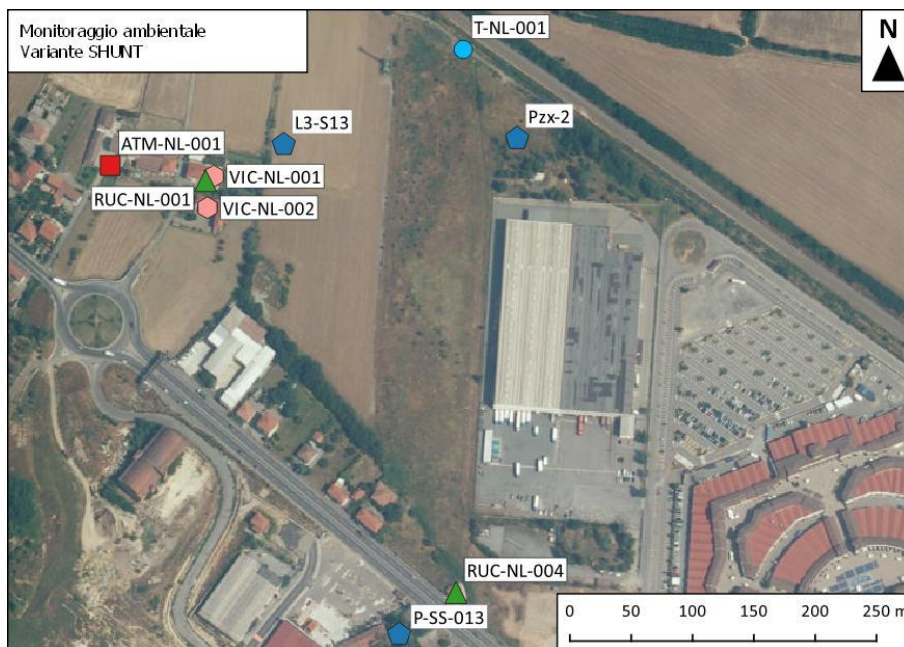 Monitoraggio ambientale
Variante SHUNT
T-NL-001
N
L3-S13
Pzx-2
ATM-NL-001
VIC-NL-001
RUC-NL-001
VIC-NL-002
RUC-NL-004
P-SS-013
0 50 100 150 200 250 m